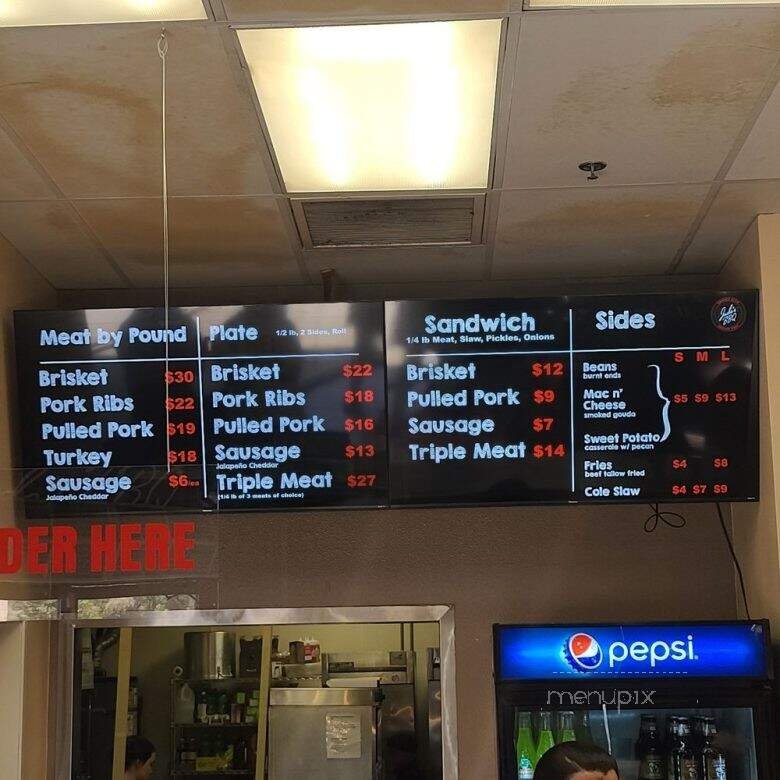 Meat by Pound
Brisket $30
Pork Ribs $22
Pulled Pork $19
Turkey $18
Sausage $6/ea
Jalapeño Cheddar
Plate 1/2 lb, 2 Sides, Roll
Brisket $22
Pork Ribs $18
Pulled Pork $16
Sausage $13
Jalapeño Cheddar
Triple Meat $27
(1/4 lb of 3 meats of choice)
Sandwich
1/4 lb Meat, Slaw, Pickles, Onions
Brisket $12
Pulled Pork $9
Sausage $7
Triple Meat $14
Sides
S M L
Beans
burnt ends
Mac n'
Cheese
smoked gouda
$5 $9 $13
Sweet Potato
casserole w/ pecan
Fries $4 $8
beef tallow fried
Cole Slaw $4 $7 $9
DER HERE
pepsi
menupix